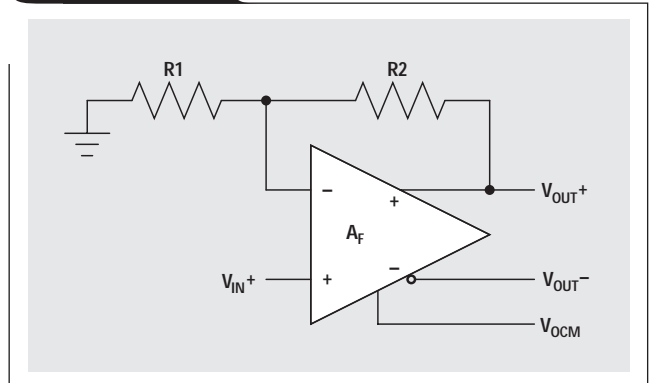 R1
R2
−
+
V_OUT+
A_F
V_IN+
+
−
V_OUT−
V_OCM